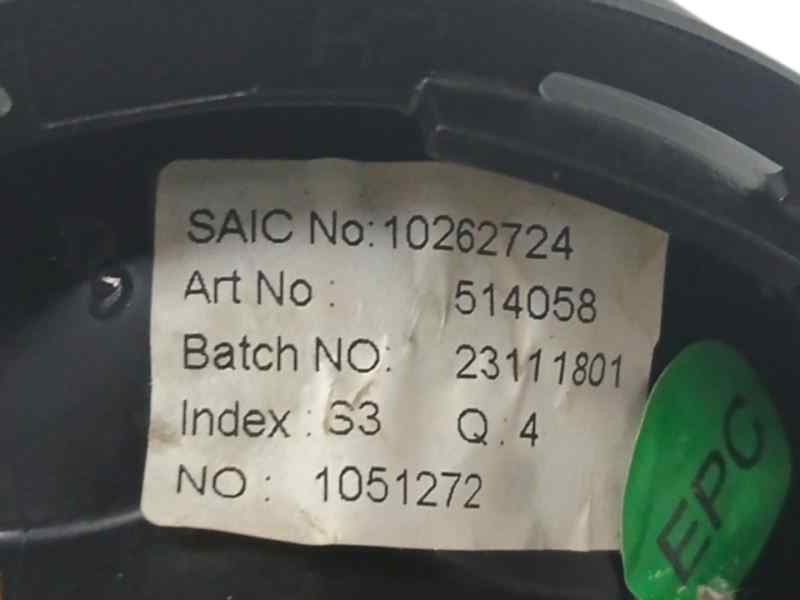 SAIC No:10262724
Art No : 514058
Batch NO: 23111801
Index : S3 Q : 4
NO : 1051272
EPC